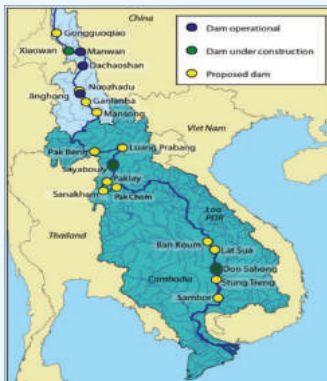 China
Gongguoqiao
Xiaowan
Manwan
Dachaoshan
Nuozhadu
Jinghong
Ganlanba
Mansong
Dam operational
Dam under construction
Proposed dam
Viet Nam
Luang Prabang
Pak Beng
Sayabouly
Paklay
Sanakham
Pak Chom
Lao
PDR
Thailand
Ban Koum
Lat Sua
Don Sahong
Cambodia
Stung Treng
Sambor